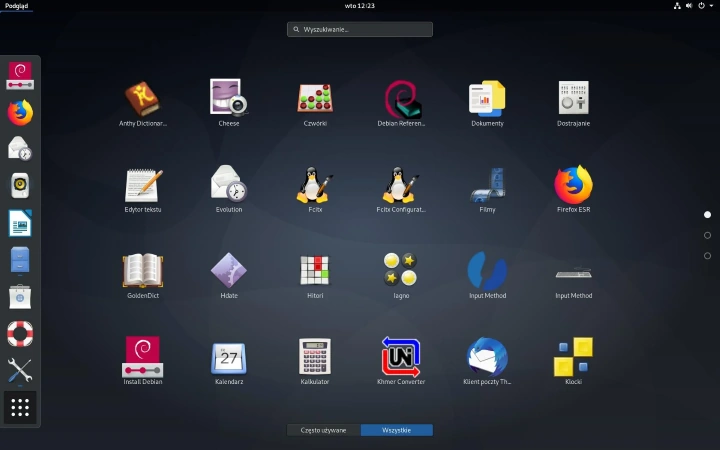 Podgląd
wto 12:23
Wyszukiwanie...
Anthy Dictionar...
Cheese
Czwórki
Debian Referen...
Dokumenty
Dostrajanie
Edytor tekstu
Evolution
Fcitx
Fcitx Configurat...
Filmy
Firefox ESR
GoldenDict
Hdate
Hitori
Iagno
Input Method
Input Method
27
UNI
Install Debian
Kalendarz
Kalkulator
Khmer Converter
Klient poczty Th...
Klocki
Często używane
Wszystkie